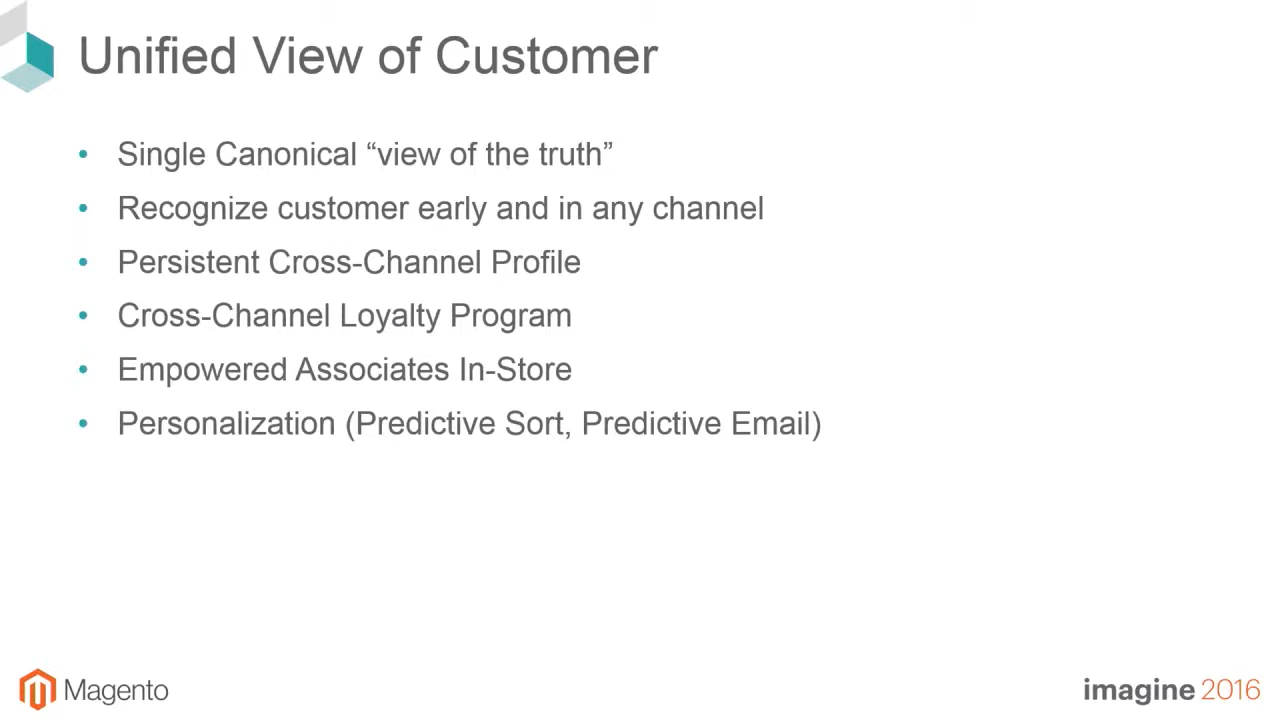 Unified View of Customer
• Single Canonical “view of the truth”
• Recognize customer early and in any channel
• Persistent Cross-Channel Profile
• Cross-Channel Loyalty Program
• Empowered Associates In-Store
• Personalization (Predictive Sort, Predictive Email)
Magento
imagine 2016